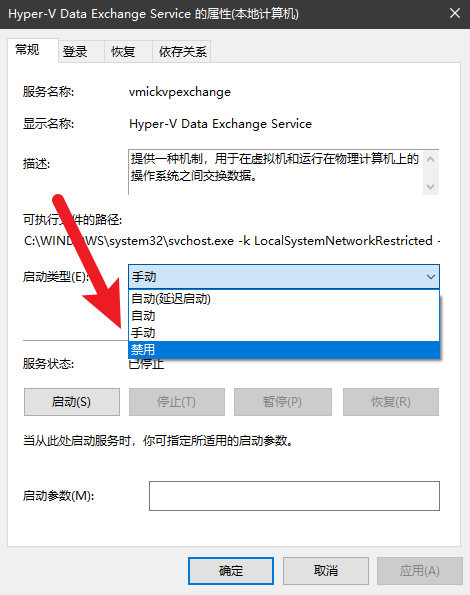 Hyper-V Data Exchange Service 的属性(本地计算机)
常规 登录 恢复 依存关系
服务名称: vmickvpexchange
显示名称: Hyper-V Data Exchange Service
描述: 提供一种机制，用于在虚拟机和运行在物理计算机上的
操作系统之间交换数据。
可执行文件的路径:
C:\WINDOWS\system32\svchost.exe -k LocalSystemNetworkRestricted -
启动类型(E): 手动
自动(延迟启动)
自动
手动
禁用
服务状态: 已停止
启动(S) 停止(T) 暂停(P) 恢复(R)
当从此处启动服务时，你可指定所适用的启动参数。
启动参数(M):
确定 取消 应用(A)